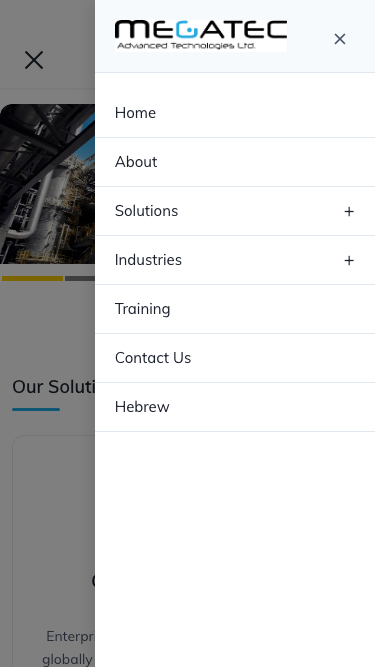 MEGATEC
Advanced Technologies Ltd.
Home
About
Solutions
Industries
Training
Contact Us
Hebrew
Our Soluti
Enterpr
globally